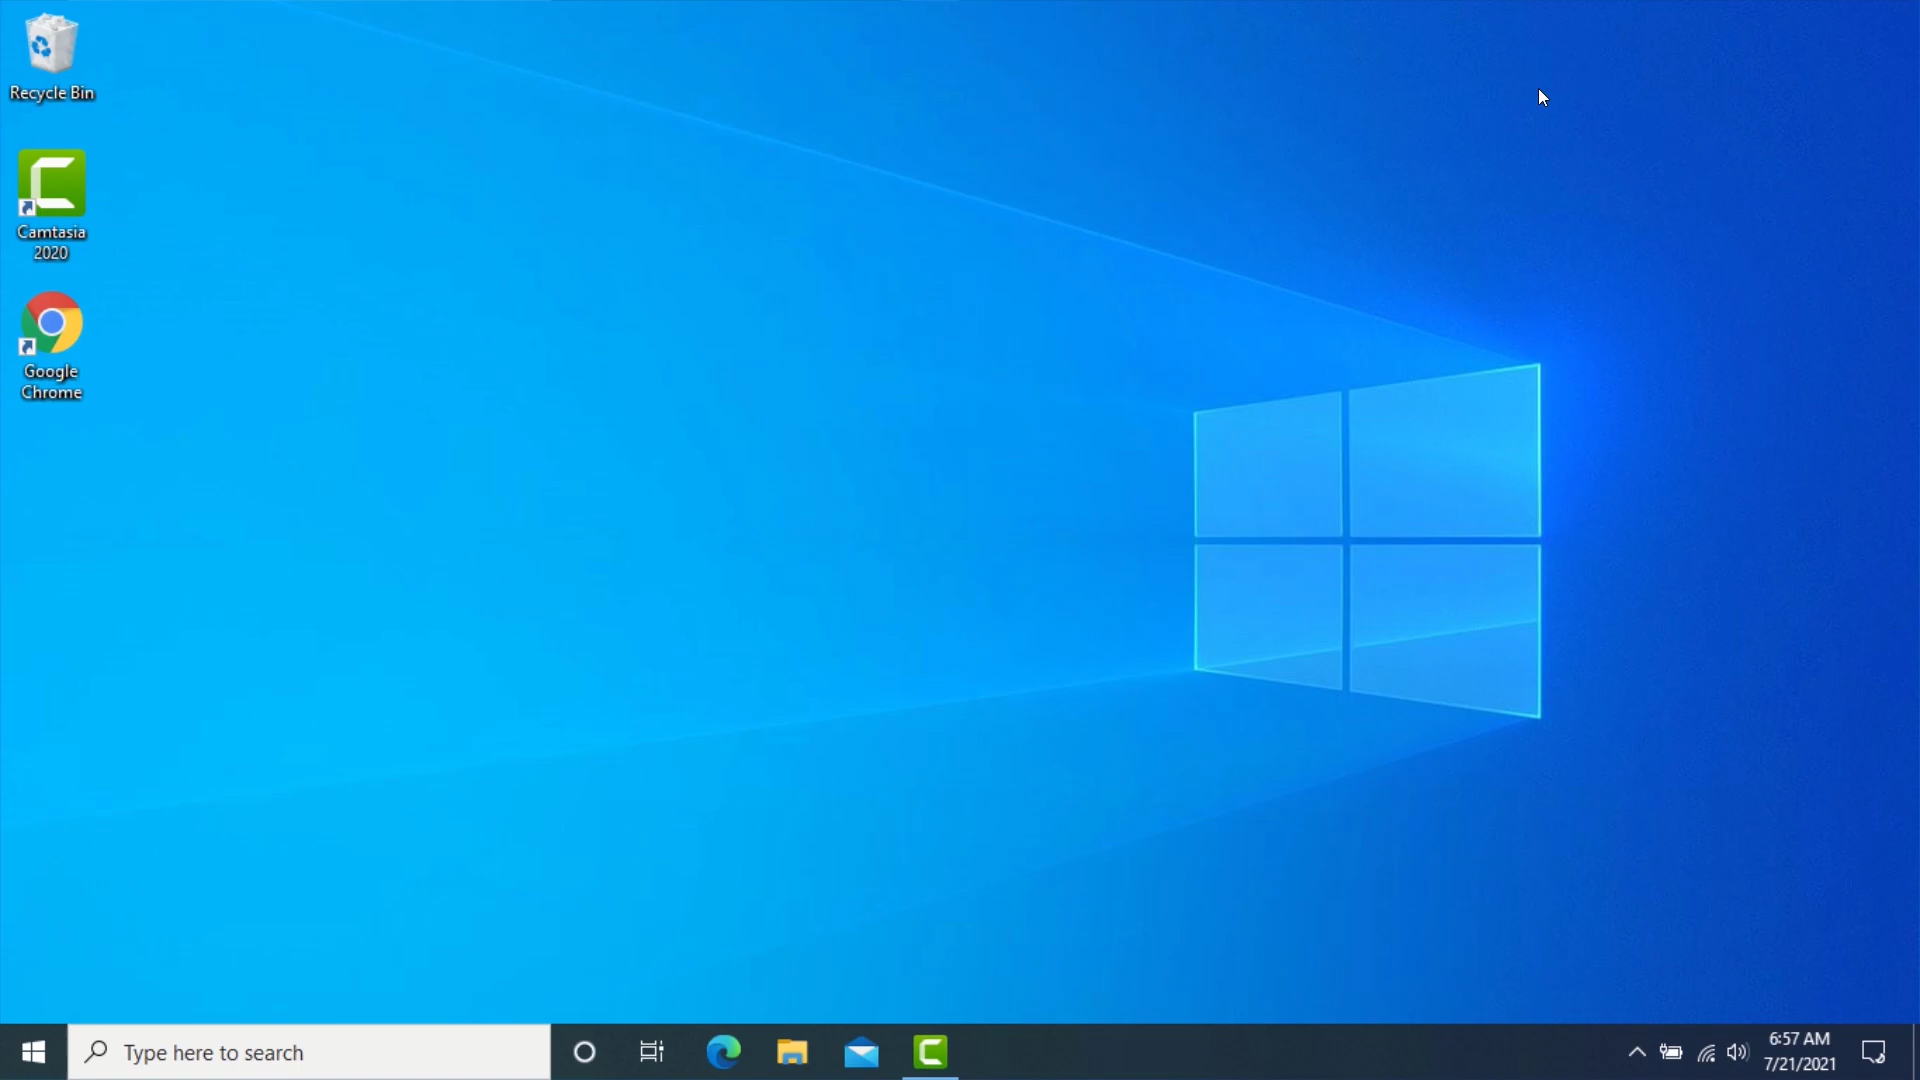 Recycle Bin
Camtasia
2020
Google
Chrome
Type here to search
6:57 AM
7/21/2021